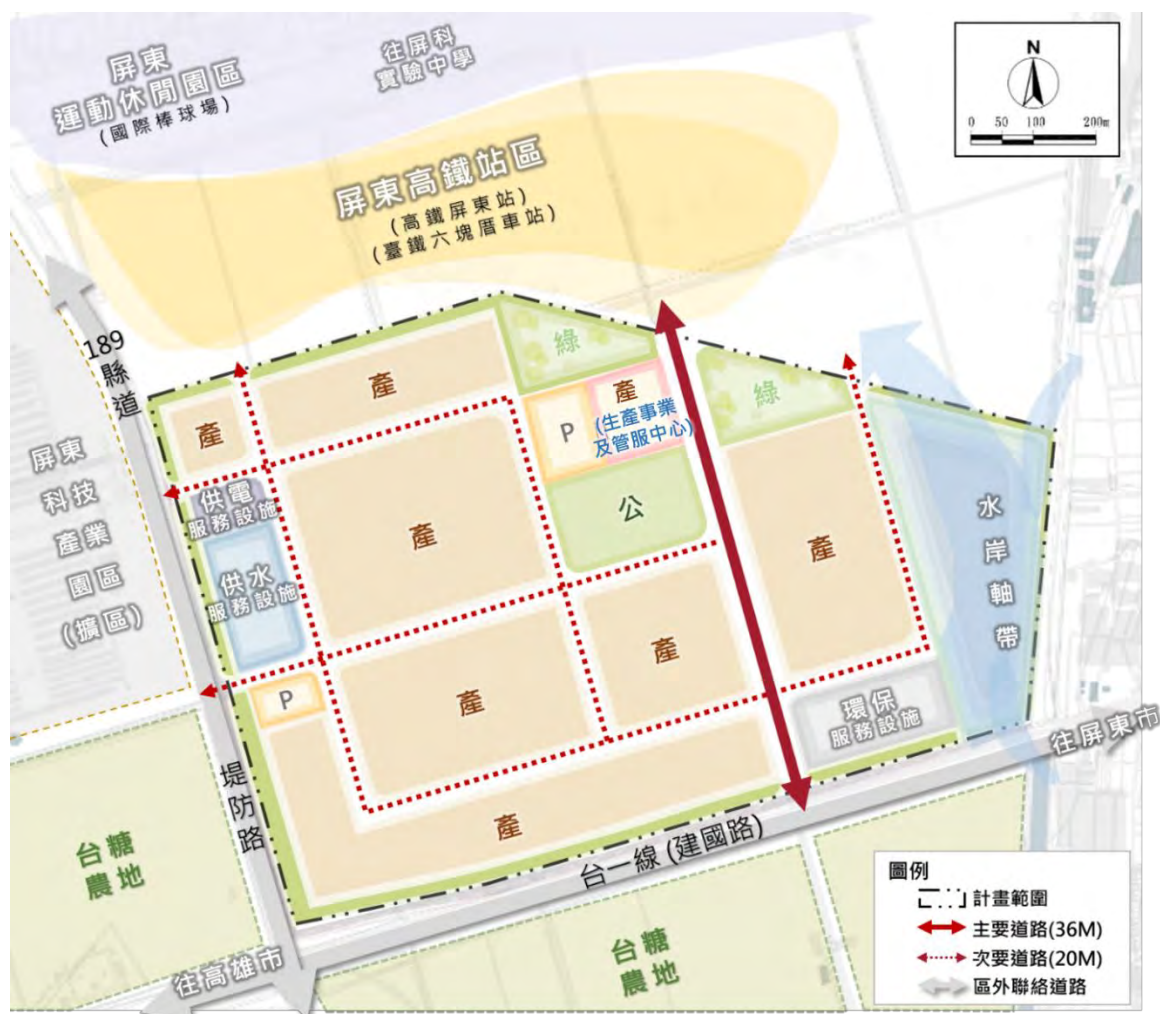 屏東
運動休閒園區
(國際棒球場)
往屏科
實驗中學
N
0 50 100 200m
屏東高鐵站區
(高鐵屏東站)
(臺鐵六塊厝車站)
189
縣道
屏東
科技
產業
園區
(擴區)
產
產
綠
P
產
(生產事業
及管服中心)
綠
供電
服務設施
供水
服務設施
產
公
產
水
岸
軸
帶
P
產
產
環保
服務設施
產
堤
防
路
台一線 (建國路)
往屏東市
往高雄市
台糖
農地
台糖
農地
圖例
計畫範圍
主要道路(36M)
次要道路(20M)
區外聯絡道路